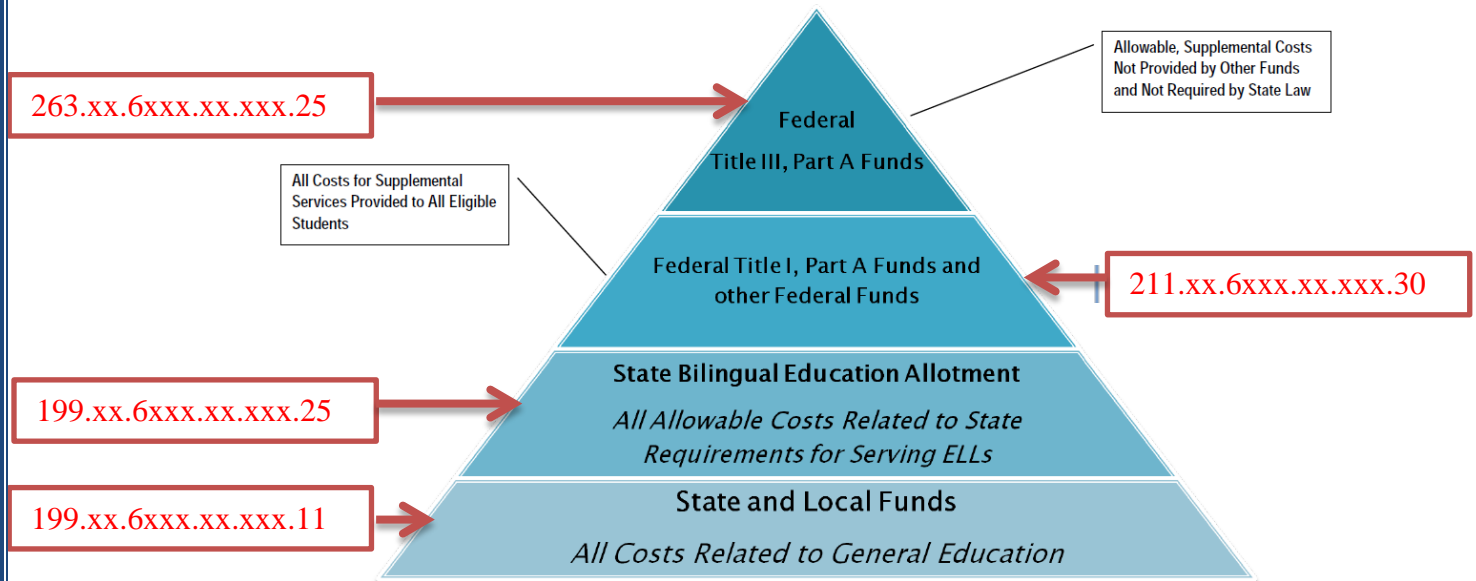 Allowable, Supplemental Costs
Not Provided by Other Funds
and Not Required by State Law
263.xx.6xxx.xx.xxx.25
Federal
Title III, Part A Funds
All Costs for Supplemental
Services Provided to All Eligible
Students
Federal Title I, Part A Funds and
other Federal Funds
211.xx.6xxx.xx.xxx.30
State Bilingual Education Allotment
199.xx.6xxx.xx.xxx.25
All Allowable Costs Related to State
Requirements for Serving ELLs
State and Local Funds
199.xx.6xxx.xx.xxx.11
All Costs Related to General Education